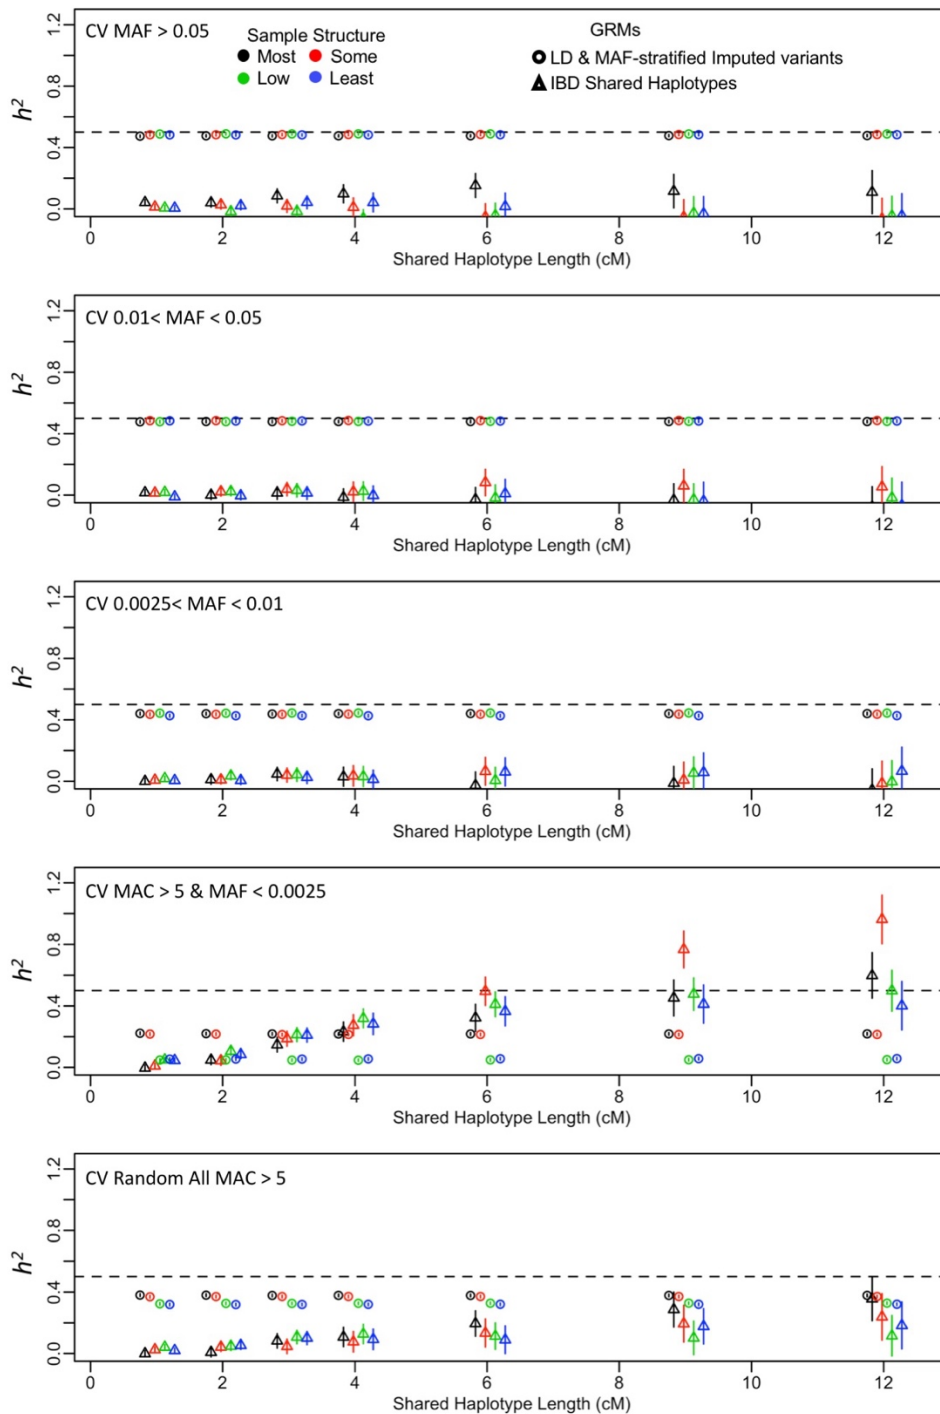 CV MAF > 0.05
Sample Structure
Most Some
Low Least
GRMs
LD & MAF-stratified Imputed variants
IBD Shared Haplotypes
h²
0.0 0.4 0.8 1.2
0 2 4 6 8 10 12
Shared Haplotype Length (cM)
CV 0.01< MAF < 0.05
h²
0.0 0.4 0.8 1.2
0 2 4 6 8 10 12
Shared Haplotype Length (cM)
CV 0.0025< MAF < 0.01
h²
0.0 0.4 0.8 1.2
0 2 4 6 8 10 12
Shared Haplotype Length (cM)
CV MAC > 5 & MAF < 0.0025
h²
0.0 0.4 0.8 1.2
0 2 4 6 8 10 12
Shared Haplotype Length (cM)
CV Random All MAC > 5
h²
0.0 0.4 0.8 1.2
0 2 4 6 8 10 12
Shared Haplotype Length (cM)